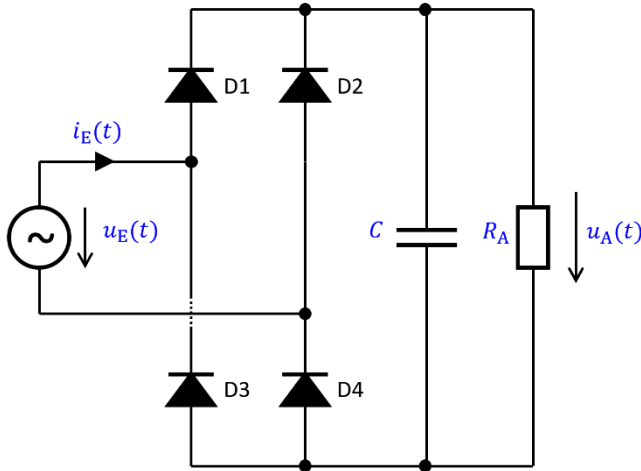 D1
D2
i_E(t)
u_E(t)
~
C
R_A
u_A(t)
D3
D4